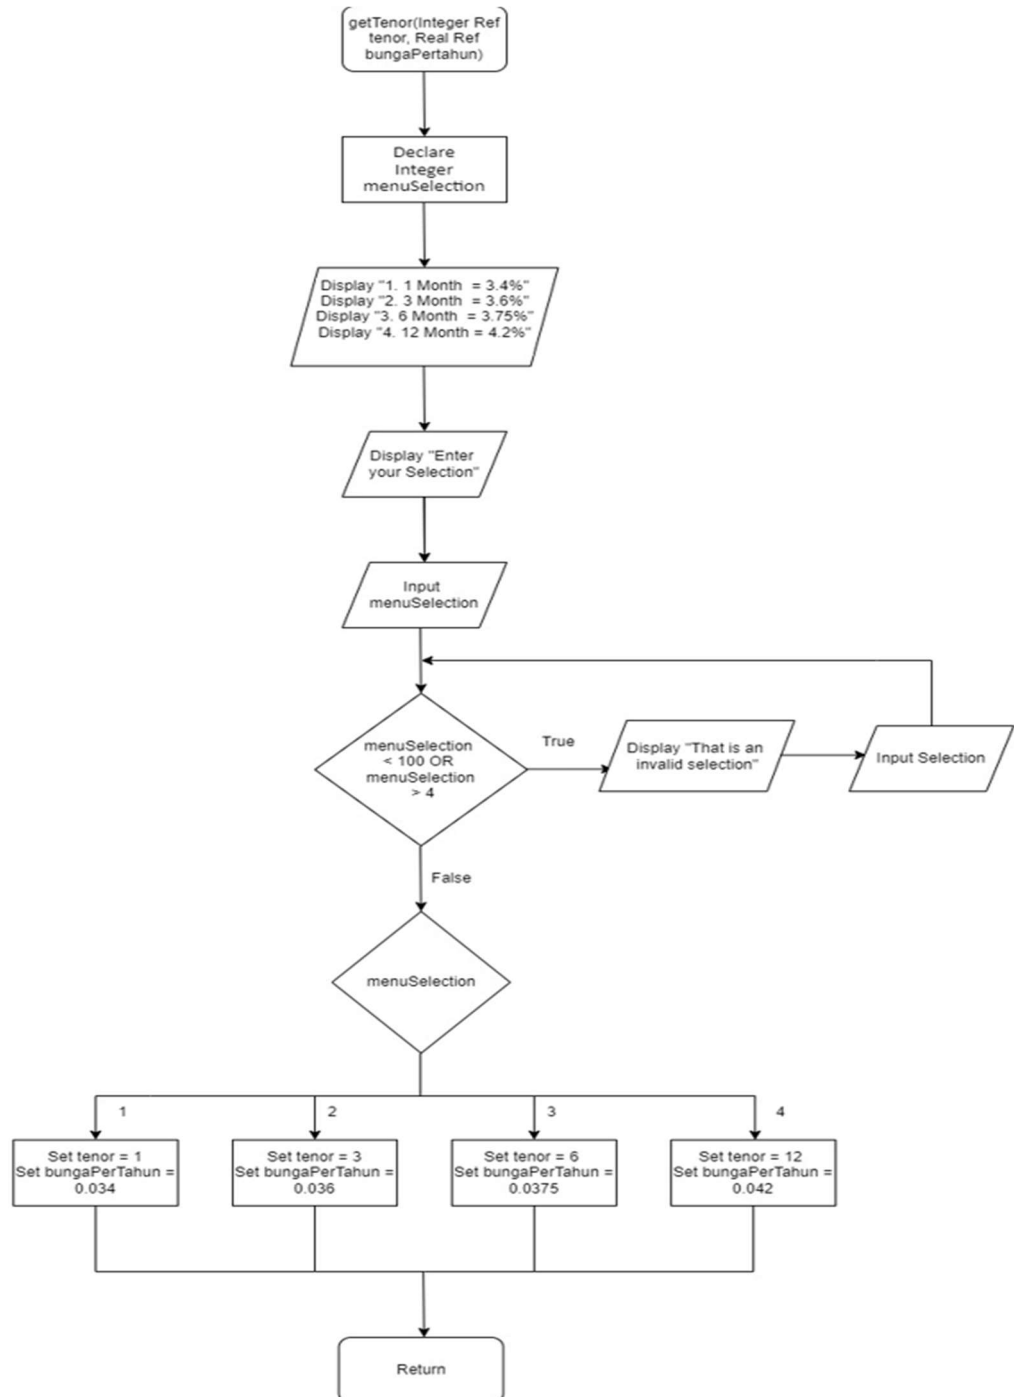 getTenor(Integer Ref
tenor, Real Ref
bungaPertahun)
Declare
Integer
menuSelection
Display "1. 1 Month = 3.4%"
Display "2. 3 Month = 3.6%"
Display "3. 6 Month = 3.75%"
Display "4. 12 Month = 4.2%"
Display "Enter
your Selection"
Input
menuSelection
menuSelection
< 100 OR
menuSelection
> 4
True
Display "That is an
invalid selection"
Input Selection
False
menuSelection
1
2
3
4
Set tenor = 1
Set bungaPerTahun =
0.034
Set tenor = 3
Set bungaPerTahun =
0.036
Set tenor = 6
Set bungaPerTahun =
0.0375
Set tenor = 12
Set bungaPerTahun =
0.042
Return